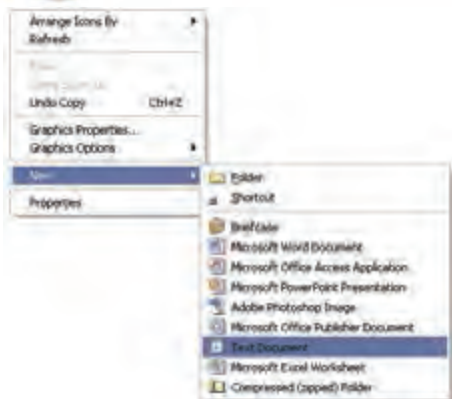 Arrange Icons By
Refresh
Paste
Undo Copy Ctrl+Z
Graphics Properties...
Graphics Options
New
Properties
Folder
Shortcut
Briefcase
Microsoft Word Document
Microsoft Office Access Application
Microsoft PowerPoint Presentation
Adobe Photoshop Image
Microsoft Office Publisher Document
Text Document
Microsoft Excel Worksheet
Compressed (zipped) Folder